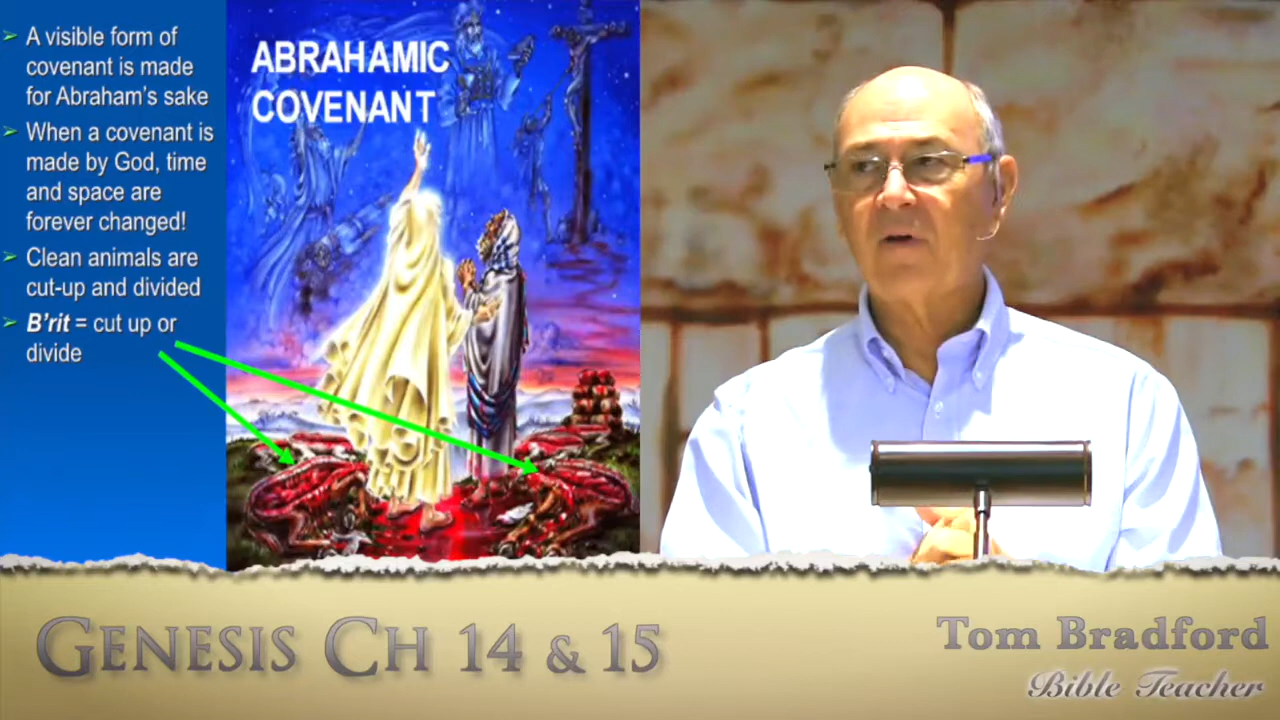 ➢ A visible form of
covenant is made
for Abraham's sake
➢ When a covenant is
made by God, time
and space are
forever changed!
➢ Clean animals are
cut-up and divided
➢ B'rit = cut up or
divide
ABRAHAMIC
COVENANT
GENESIS CH 14 & 15
Tom Bradford
Bible Teacher